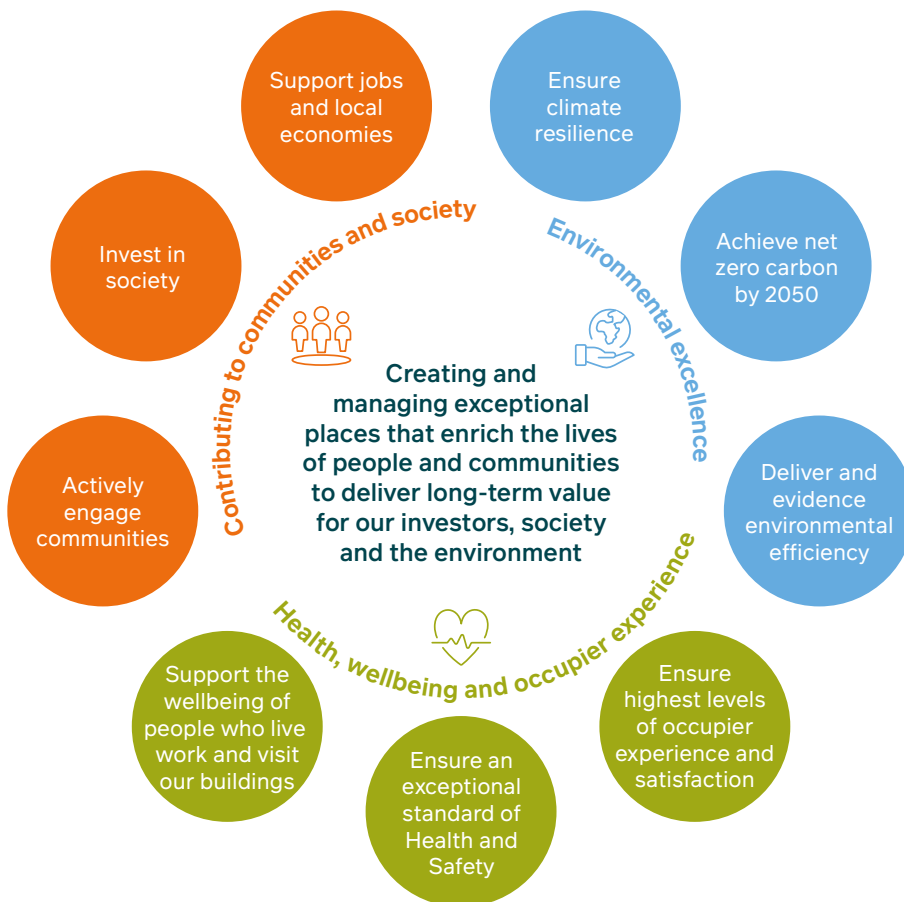 Support jobs
and local
economies
Ensure
climate
resilience
Invest in
society
Achieve net
zero carbon
by 2050
Contributing to communities and society
Environmental excellence
Creating and
managing exceptional
places that enrich the lives
of people and communities
to deliver long-term value
for our investors, society
and the environment
Actively
engage
communities
Deliver and
evidence
environmental
efficiency
Health, wellbeing and occupier experience
Support the
wellbeing of
people who live
work and visit
our buildings
Ensure an
exceptional
standard of
Health and
Safety
Ensure
highest levels
of occupier
experience and
satisfaction